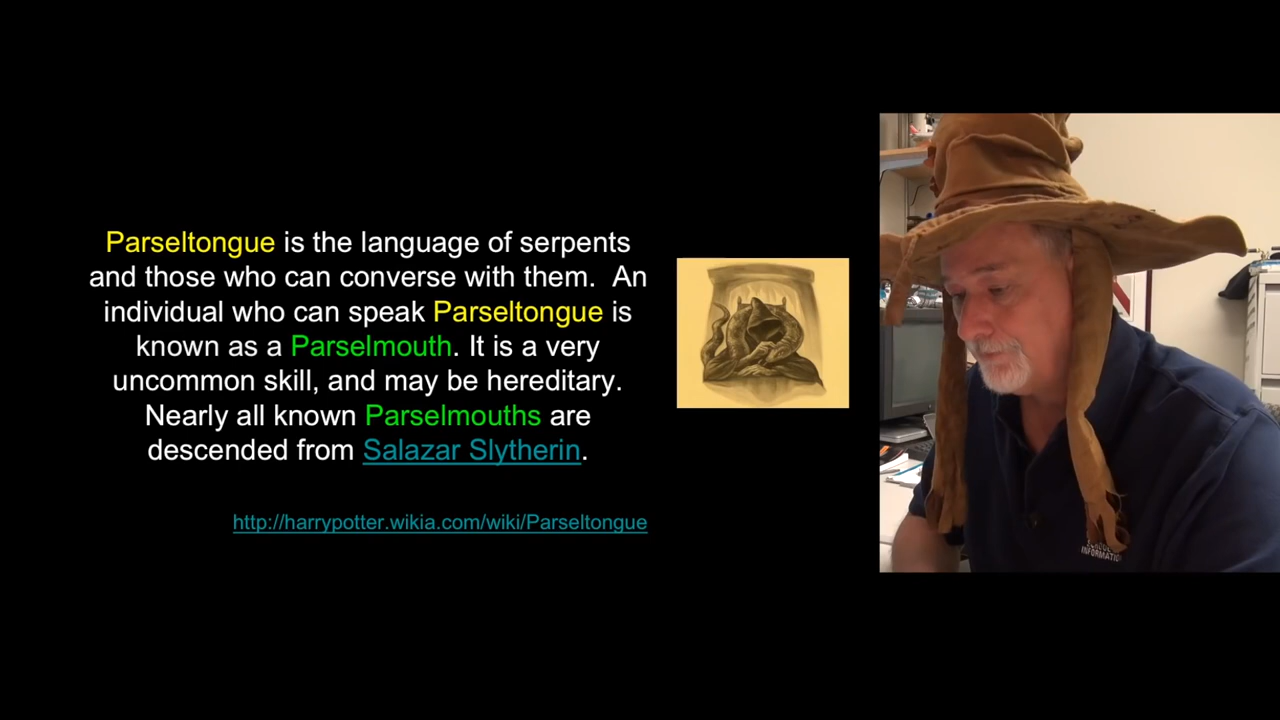 Parseltongue is the language of serpents
and those who can converse with them. An
individual who can speak Parseltongue is
known as a Parselmouth. It is a very
uncommon skill, and may be hereditary.
Nearly all known Parselmouths are
descended from Salazar Slytherin.
http://harrypotter.wikia.com/wiki/Parseltongue
INFORMATION